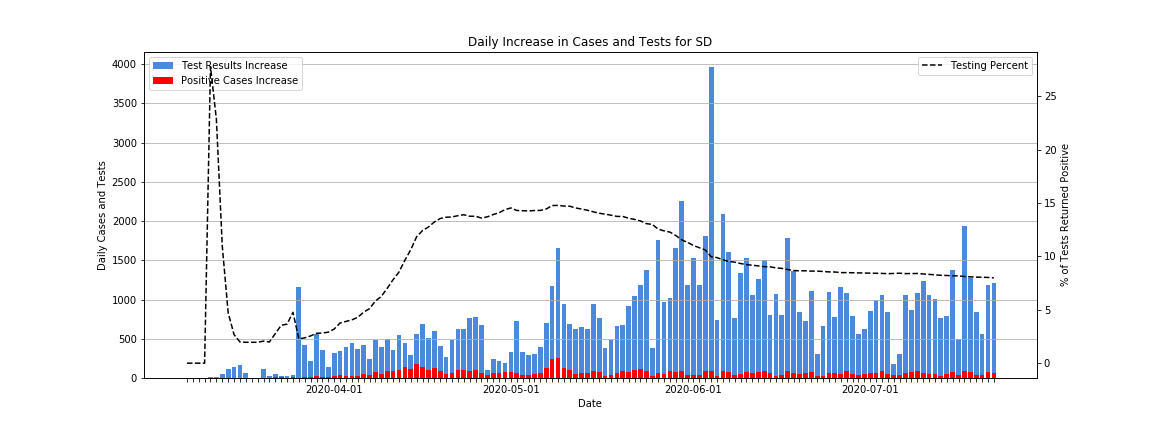 Daily Increase in Cases and Tests for SD
Test Results Increase
Positive Cases Increase
Testing Percent
4000
3500
3000
2500
2000
1500
1000
500
0
Daily Cases and Tests
25
20
15
10
5
0
% of Tests Returned Positive
2020-04-01
2020-05-01
2020-06-01
2020-07-01
Date